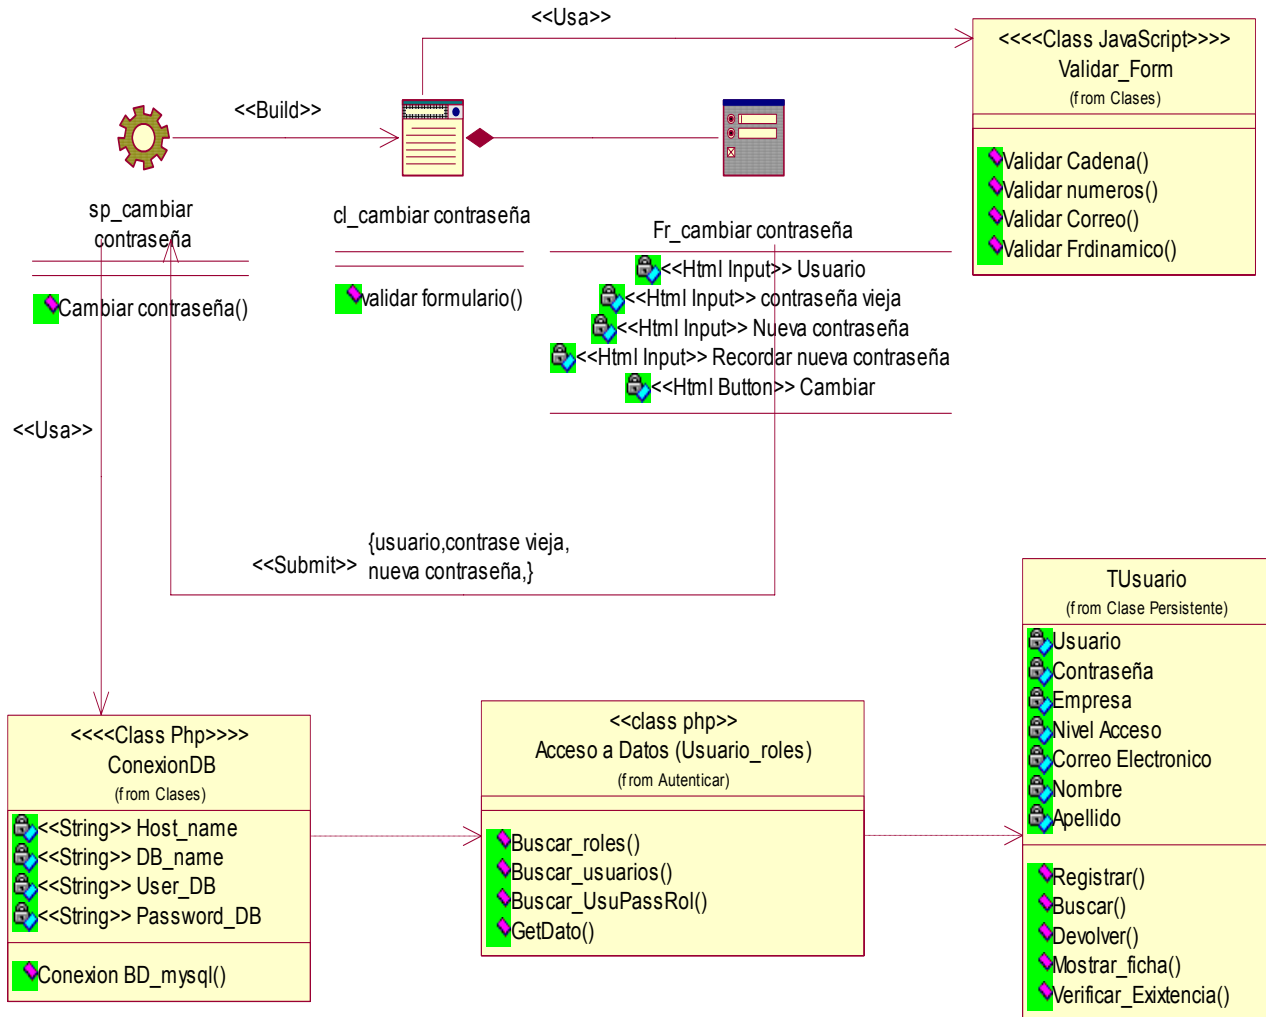 <<Usa>>
<<<<Class JavaScript>>>>
Validar_Form
(from Clases)
Validar Cadena()
Validar numeros()
Validar Correo()
Validar Frdinamico()
<<Build>>
sp_cambiar
contraseña
Cambiar contraseña()
cl_cambiar contraseña
validar formulario()
Fr_cambiar contraseña
<<Html Input>> Usuario
<<Html Input>> contraseña vieja
<<Html Input>> Nueva contraseña
<<Html Input>> Recordar nueva contraseña
<<Html Button>> Cambiar
<<Usa>>
<<Submit>>
{usuario,contrase vieja,
nueva contraseña,}
<<<<Class Php>>>>
ConexionDB
(from Clases)
<<String>> Host_name
<<String>> DB_name
<<String>> User_DB
<<String>> Password_DB
Conexion BD_mysql()
<<class php>>
Acceso a Datos (Usuario_roles)
(from Autenticar)
Buscar_roles()
Buscar_usuarios()
Buscar_UsuPassRol()
GetDato()
TUsuario
(from Clase Persistente)
Usuario
Contraseña
Empresa
Nivel Acceso
Correo Electronico
Nombre
Apellido
Registrar()
Buscar()
Devolver()
Mostrar_ficha()
Verificar_Exixtencia()